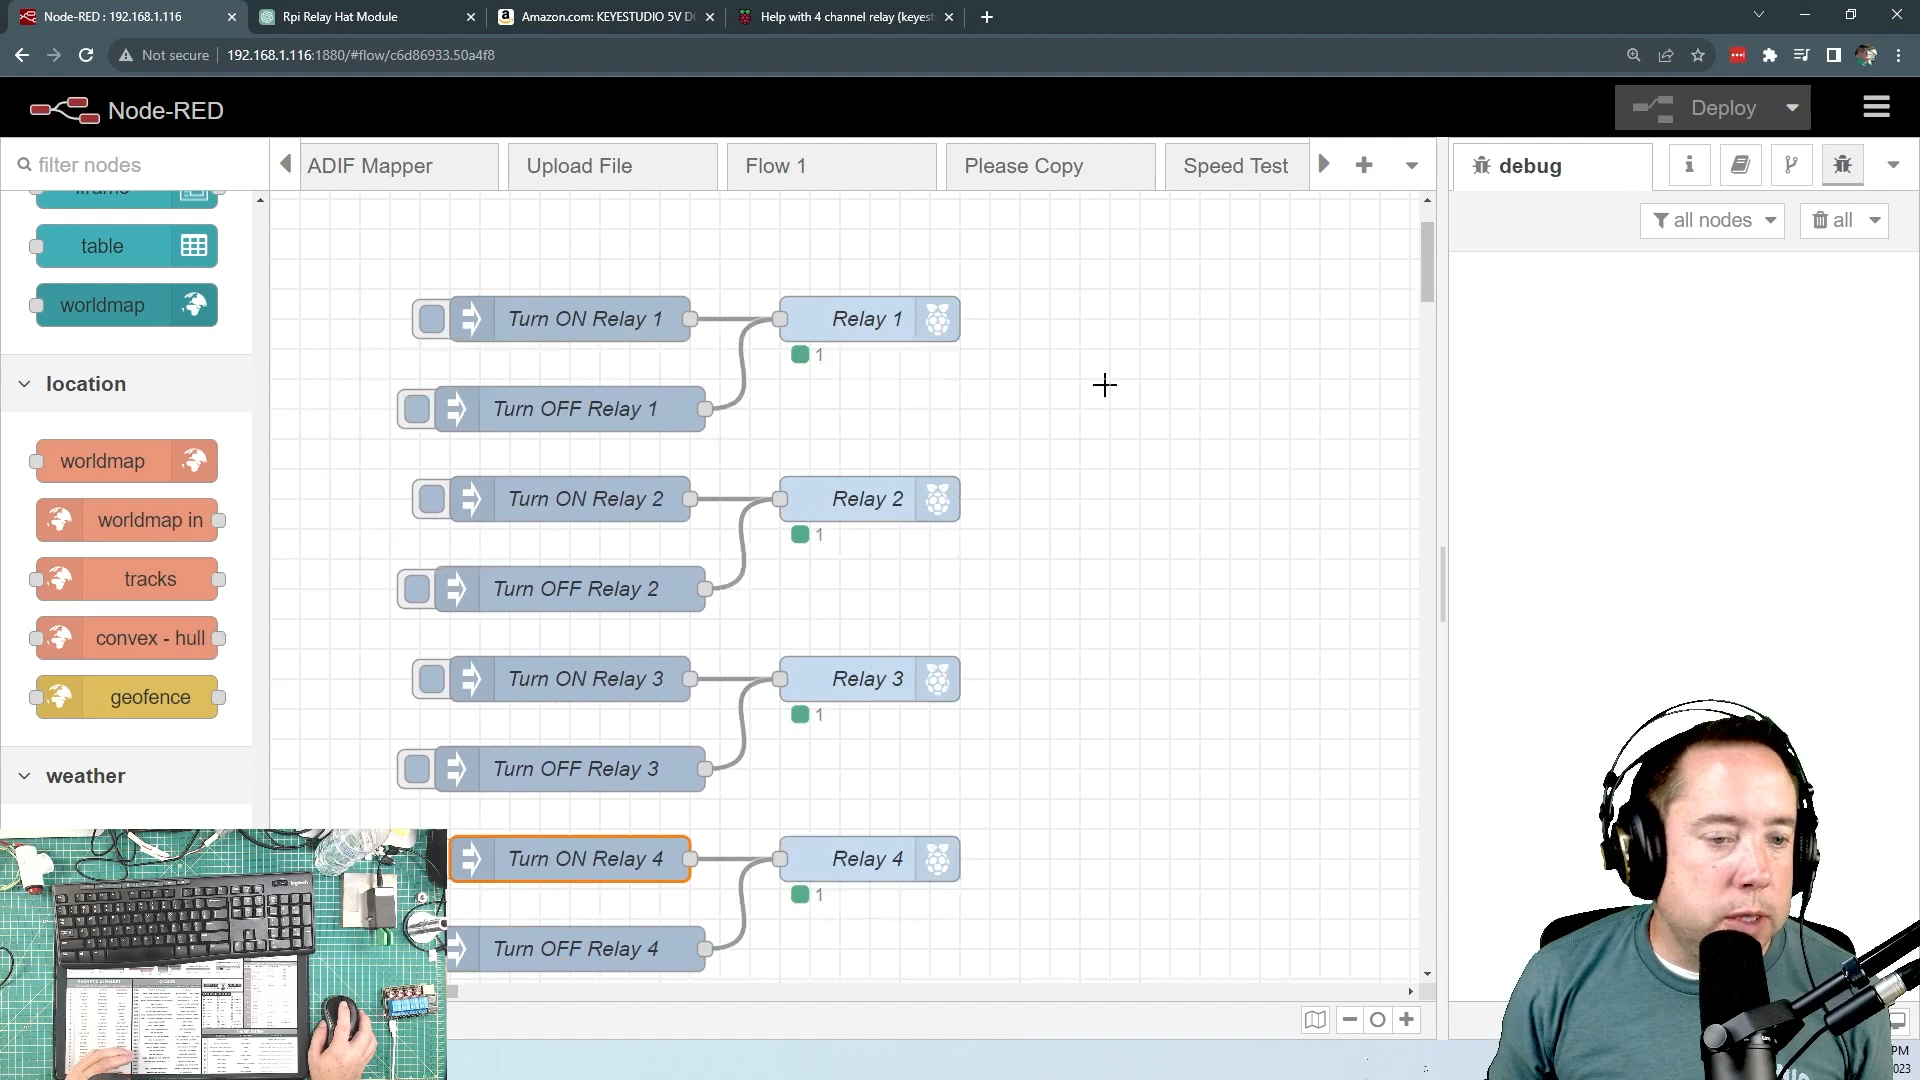 Node-RED : 192.168.1.116
Rpi Relay Hat Module
Amazon.com: KEYESTUDIO 5V DC
Help with 4 channel relay (keyest
Not secure
192.168.1.116:1880/#flow/c6d86933.50a4f8
Node-RED
Deploy
filter nodes
ADIF Mapper
Upload File
Flow 1
Please Copy
Speed Test
debug
all nodes
all
iframe
table
worldmap
location
worldmap
worldmap in
tracks
convex - hull
geofence
weather
Turn ON Relay 1
Relay 1
1
Turn OFF Relay 1
Turn ON Relay 2
Relay 2
1
Turn OFF Relay 2
Turn ON Relay 3
Relay 3
1
Turn OFF Relay 3
Turn ON Relay 4
Relay 4
1
Turn OFF Relay 4
PM
023